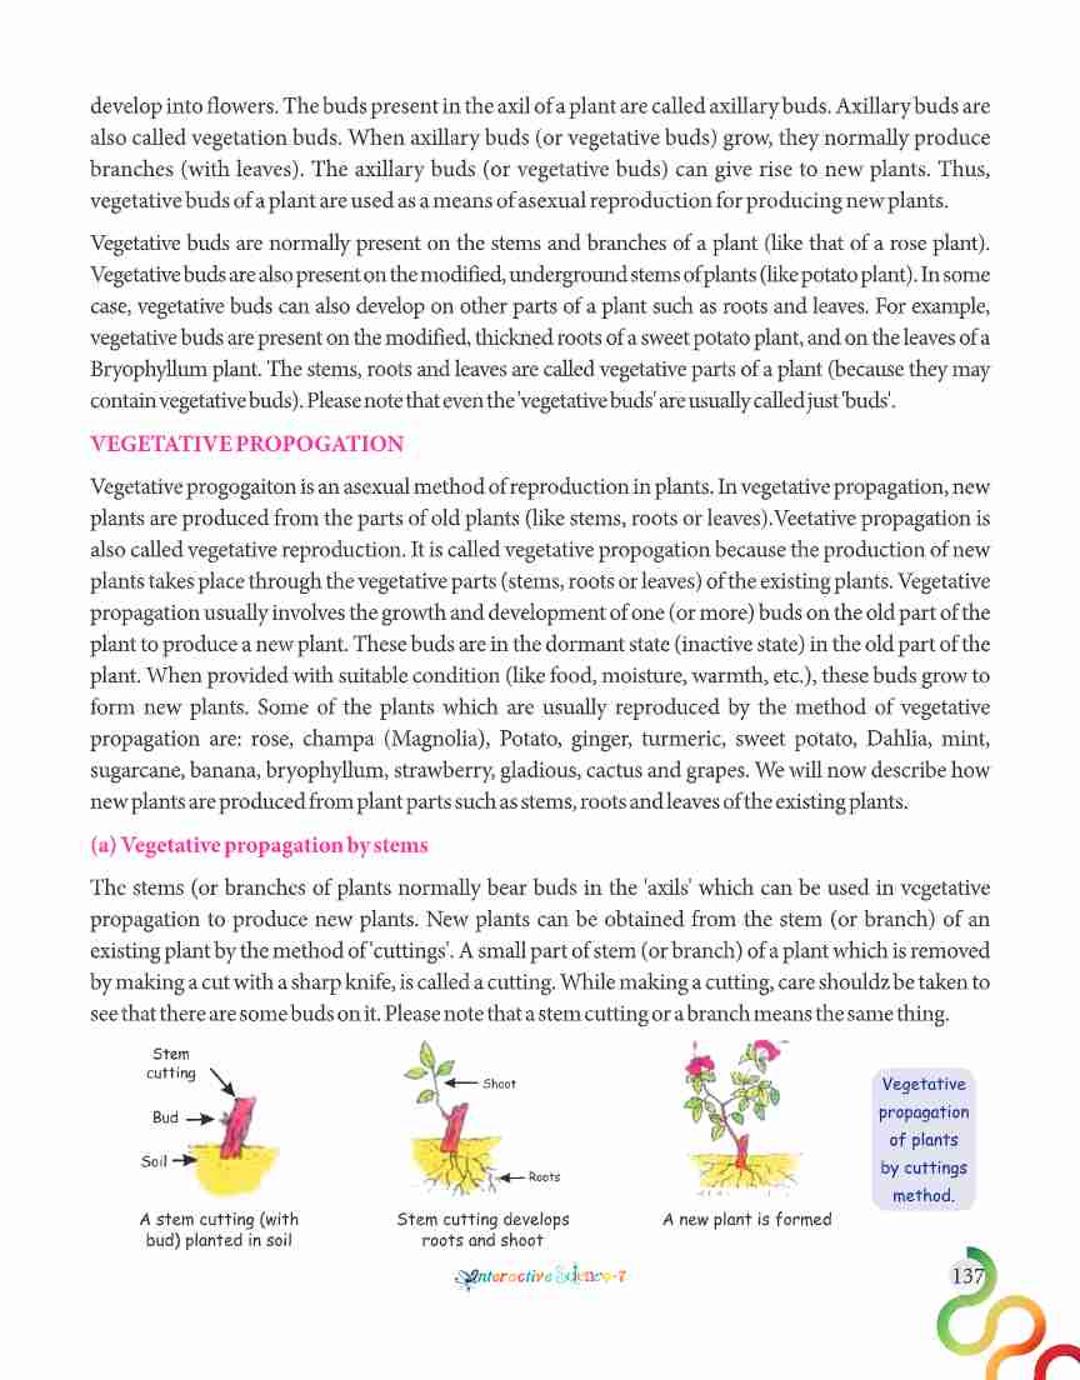 develop into flowers. The buds present in the axil of a plant are called axillary buds. Axillary buds are
also called vegetation buds. When axillary buds (or vegetative buds) grow, they normally produce
branches (with leaves). The axillary buds (or vegetative buds) can give rise to new plants. Thus,
vegetative buds of a plant are used as a means of asexual reproduction for producing new plants.
Vegetative buds are normally present on the stems and branches of a plant (like that of a rose plant).
Vegetative buds are also present on the modified, underground stems of plants (like potato plant). In some
case, vegetative buds can also develop on other parts of a plant such as roots and leaves. For example,
vegetative buds are present on the modified, thickned roots of a sweet potato plant, and on the leaves of a
Bryophyllum plant. The stems, roots and leaves are called vegetative parts of a plant (because they may
contain vegetative buds). Please note that even the 'vegetative buds' are usually called just 'buds'.
VEGETATIVE PROPOGATION
Vegetative progogaiton is an asexual method of reproduction in plants. In vegetative propagation, new
plants are produced from the parts of old plants (like stems, roots or leaves).Veetative propagation is
also called vegetative reproduction. It is called vegetative propogation because the production of new
plants takes place through the vegetative parts (stems, roots or leaves) of the existing plants. Vegetative
propagation usually involves the growth and development of one (or more) buds on the old part of the
plant to produce a new plant. These buds are in the dormant state (inactive state) in the old part of the
plant. When provided with suitable condition (like food, moisture, warmth, etc.), these buds grow to
form new plants. Some of the plants which are usually reproduced by the method of vegetative
propagation are: rose, champa (Magnolia), Potato, ginger, turmeric, sweet potato, Dahlia, mint,
sugarcane, banana, bryophyllum, strawberry, gladious, cactus and grapes. We will now describe how
new plants are produced from plant parts such as stems, roots and leaves of the existing plants.
(a) Vegetative propagation by stems
The stems (or branches of plants normally bear buds in the 'axils' which can be used in vegetative
propagation to produce new plants. New plants can be obtained from the stem (or branch) of an
existing plant by the method of 'cuttings'. A small part of stem (or branch) of a plant which is removed
by making a cut with a sharp knife, is called a cutting. While making a cutting, care shouldz be taken to
see that there are some buds on it. Please note that a stem cutting or a branch means the same thing.
Stem
cutting
Bud
Soil
A stem cutting (with
bud) planted in soil
Shoot
Roots
Stem cutting develops
roots and shoot
A new plant is formed
Vegetative
propagation
of plants
by cuttings
method.
Interactive Science-7
137